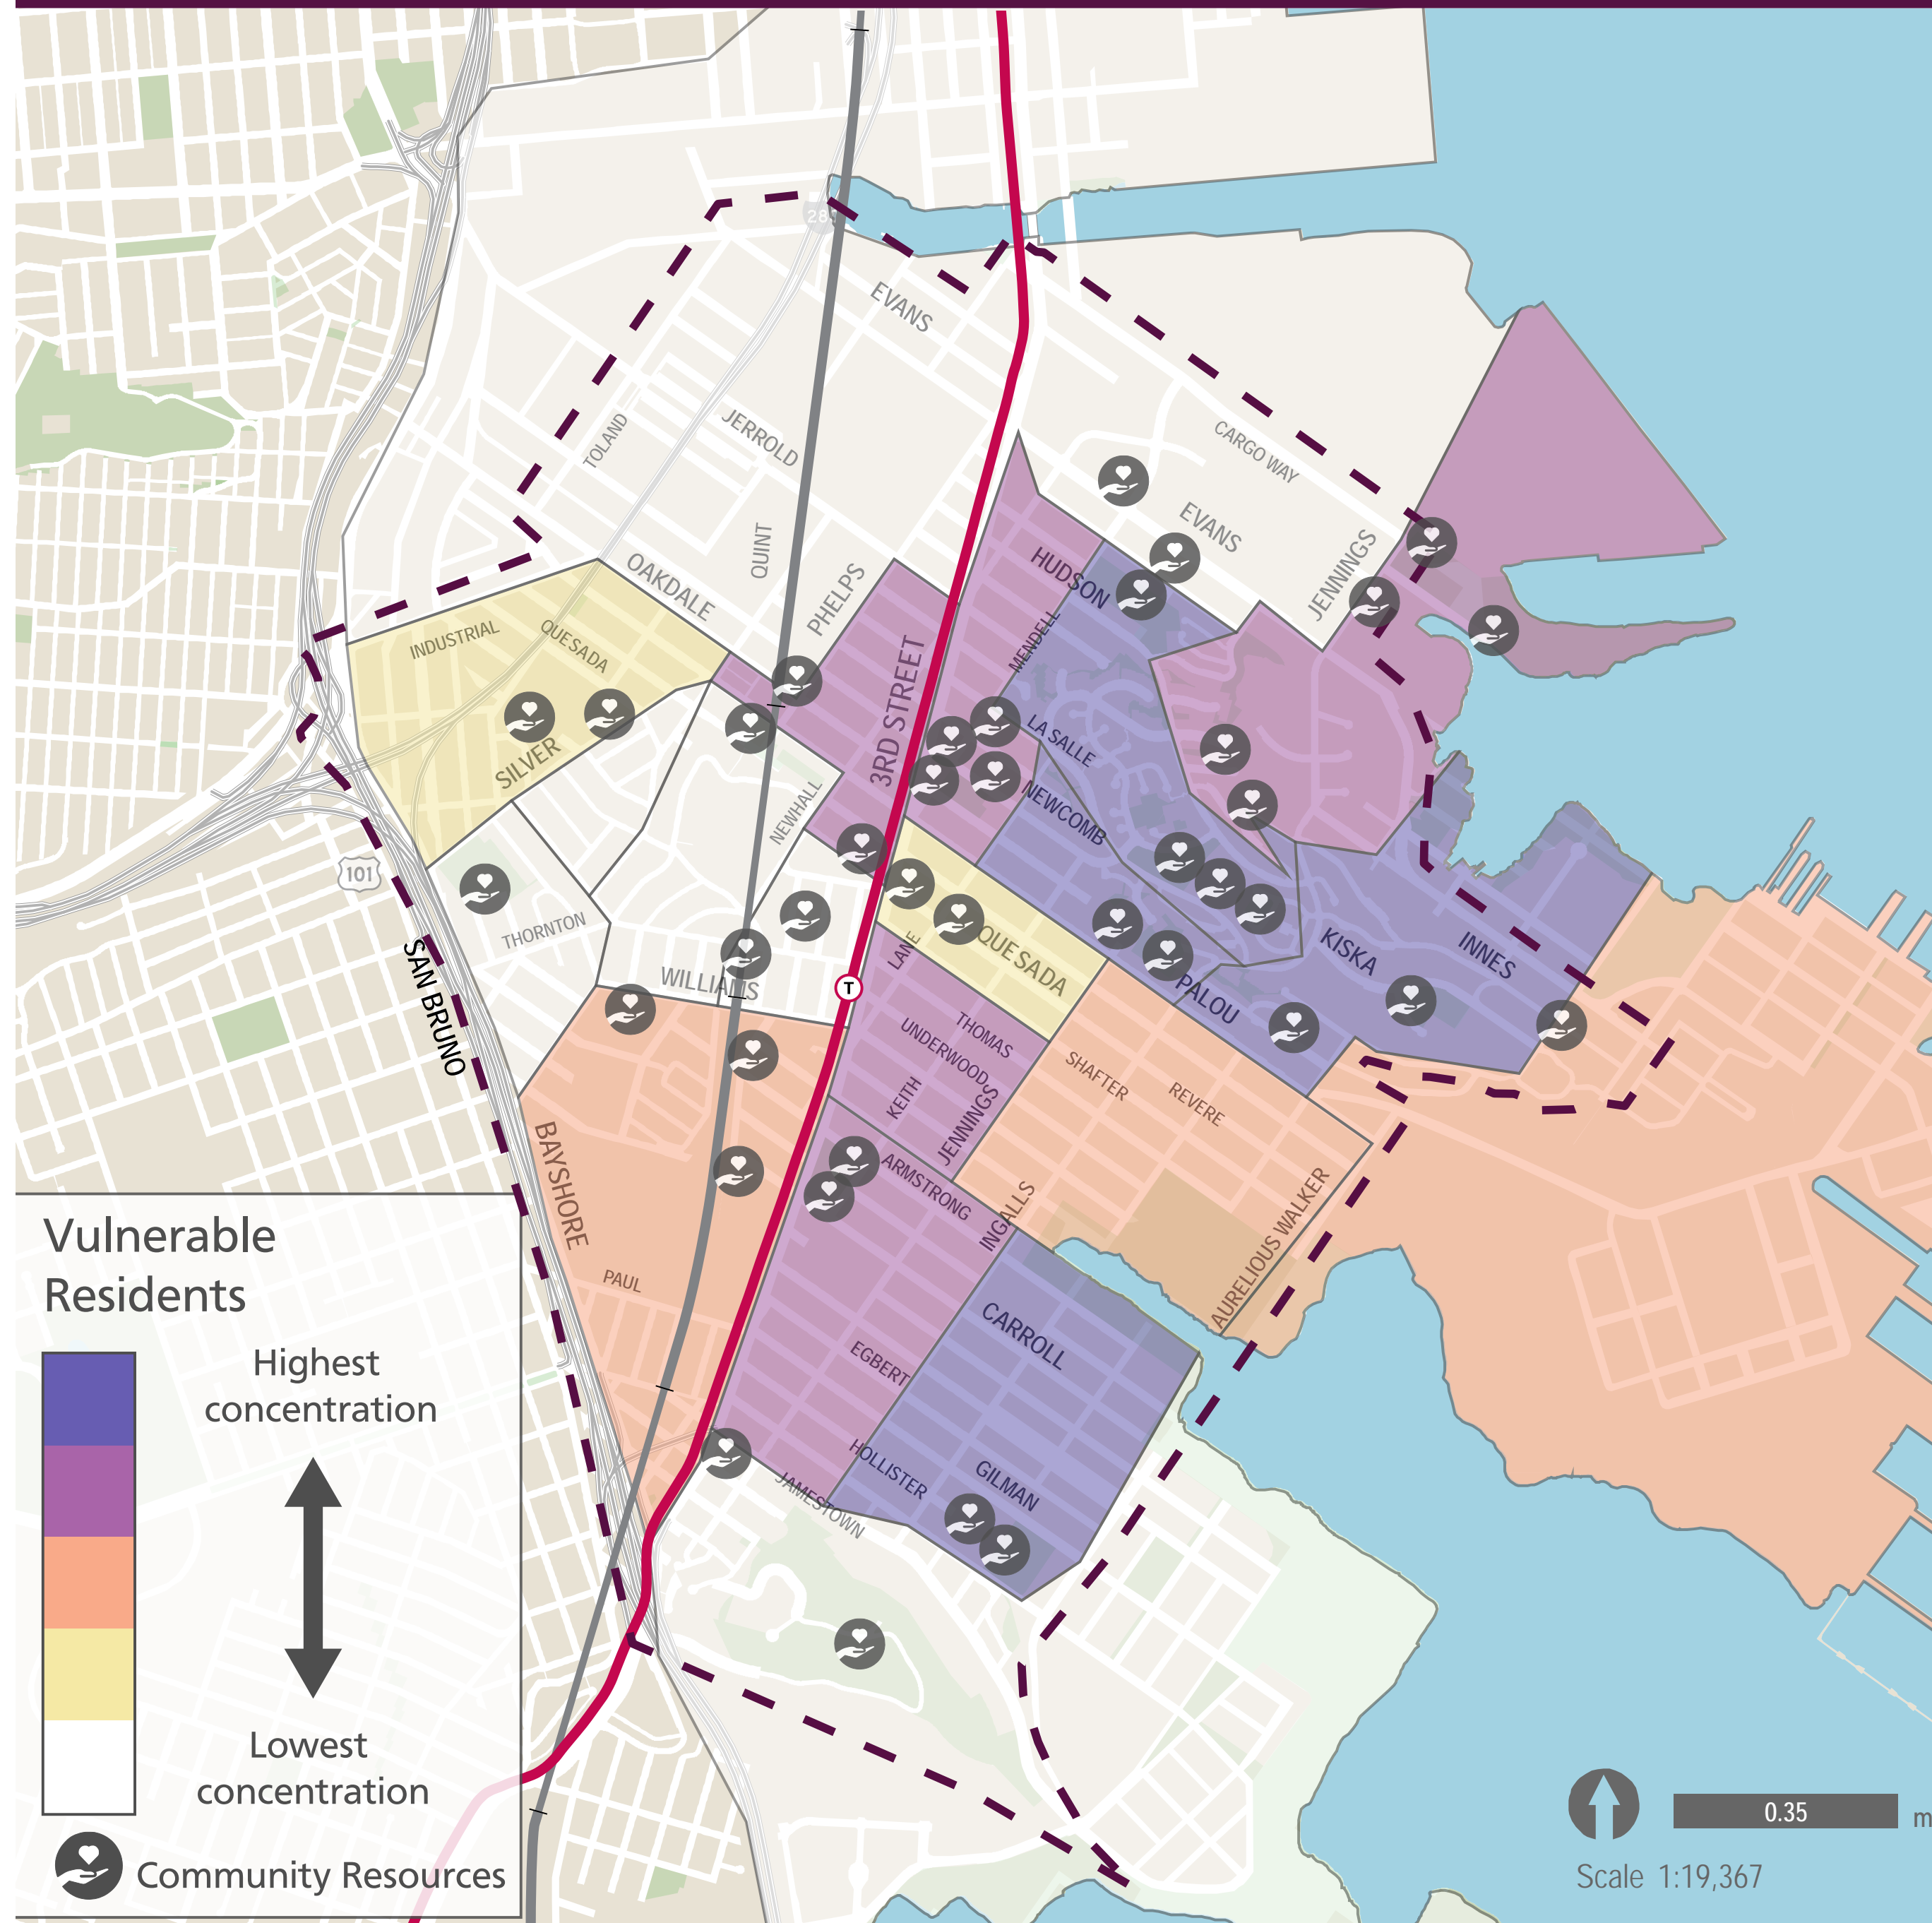 28
EVANS
TOLAND
JERROLD
CARGO WAY
EVANS
QUINT
OAKDALE
PHELPS
HUDSON
JENNINGS
INDUSTRIAL
QUESADA
MENDELL
3RD STREET
LA SALLE
SILVER
NEWHALL
NEWCOMB
101
THORNTON
SAN BRUNO
WILLIAMS
LANE
QUESADA
KISKA
INNES
T
PALOU
THOMAS
UNDERWOOD
SHAFTER
REVERE
KEITH
JENNINGS
BAYSHORE
ARMSTRONG
INGALLS
AURELIOUS WALKER
PAUL
CARROLL
EGBERT
HOLLISTER
GILMAN
JAMESTOWN
Vulnerable
Residents
Highest
concentration
Lowest
concentration
Community Resources
0.35
m
Scale 1:19,367